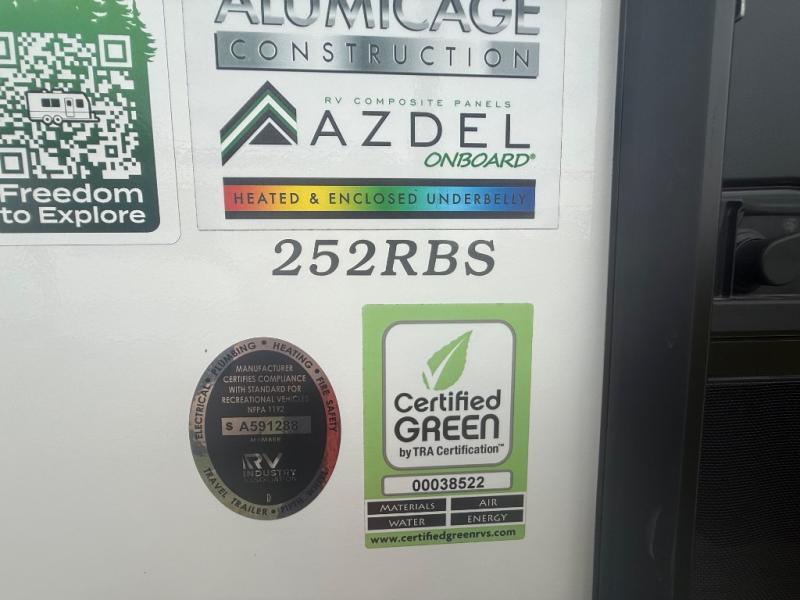 ALUMICAGE
CONSTRUCTION
RV COMPOSITE PANELS
AZDEL
ONBOARD®
HEATED & ENCLOSED UNDERBELLY
Freedom
to Explore
252RBS
ELECTRICAL • PLUMBING • HEATING • FIRE SAFETY
MANUFACTURER
CERTIFIES COMPLIANCE
WITH STANDARD FOR
RECREATIONAL VEHICLES
NFPA 1192
S A591288
MEMBER
RV
INDUSTRY
ASSOCIATION
D
TRAVEL TRAILER •
Certified
GREEN
by TRA Certification™
00038522
MATERIALS AIR
WATER ENERGY
www.certifiedgreenrvs.com